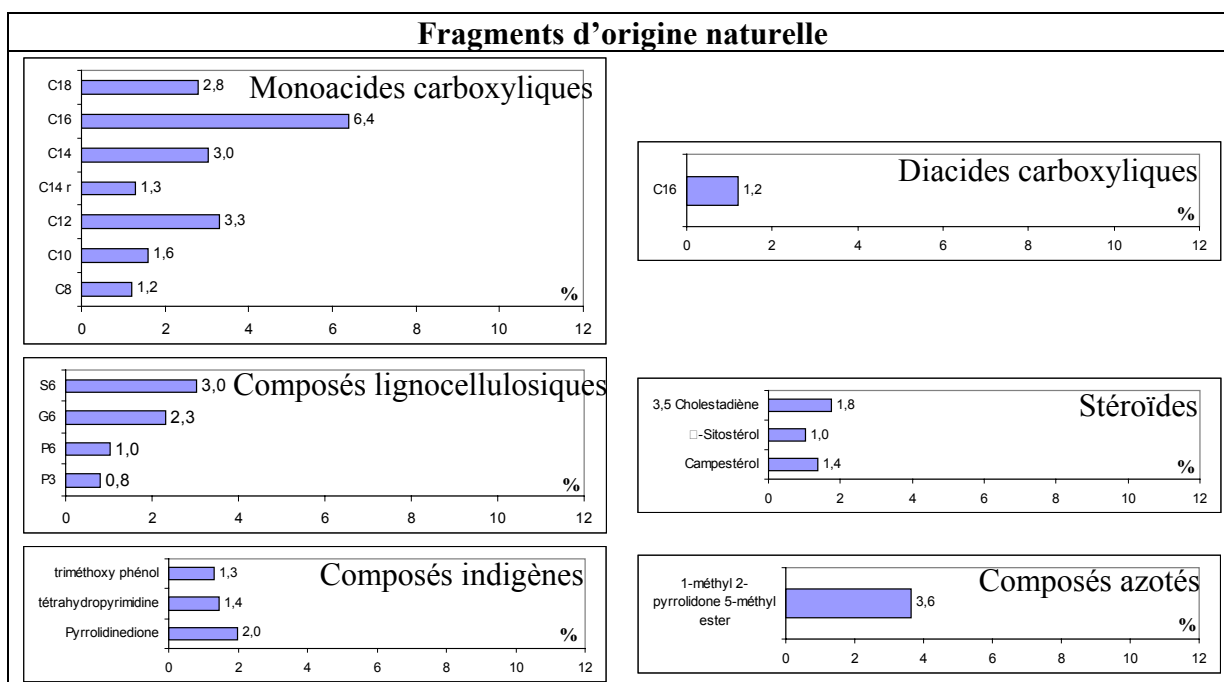 Fragments d’origine naturelle
Monoacides carboxyliques
C18
2,8
C16
6,4
C14
3,0
C14 r
1,3
C12
3,3
C10
1,6
C8
1,2
%
0 2 4 6 8 10 12
Diacides carboxyliques
C16
1,2
%
0 2 4 6 8 10 12
Composés lignocellulosiques
S6
3,0
G6
2,3
P6
1,0
P3
0,8
%
0 2 4 6 8 10 12
Stéroïdes
3,5 Cholestadiène
1,8
□-Sitostérol
1,0
Campestérol
1,4
%
0 2 4 6 8 10 12
Composés indigènes
triméthoxy phénol
1,3
tétrahydropyrimidine
1,4
Pyrrolidinedione
2,0
%
0 2 4 6 8 10 12
Composés azotés
1-méthyl 2-
pyrrolidone 5-méthyl
ester
3,6
%
0 2 4 6 8 10 12